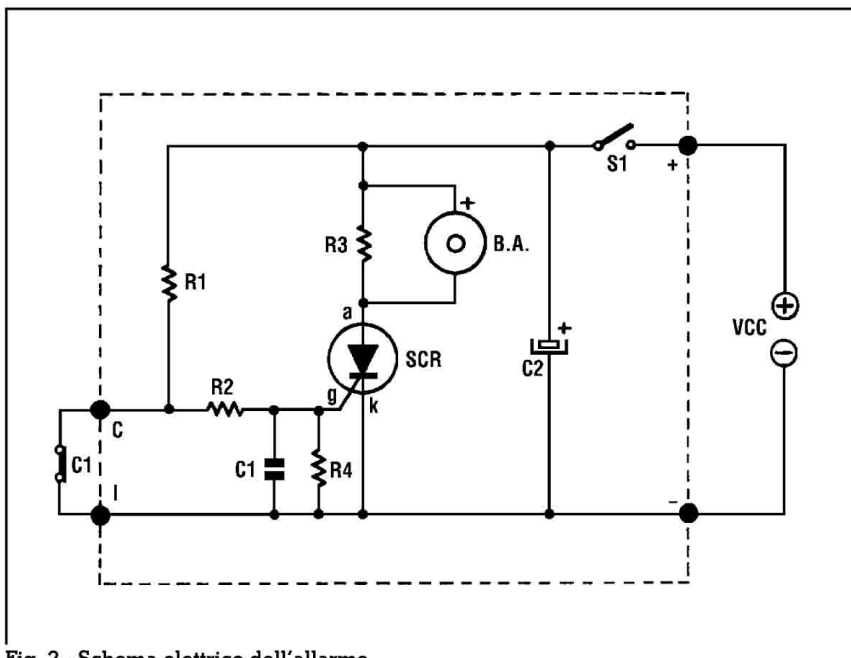 S1
+
+
R3
B.A.
R1
a
VCC
SCR
+
C2
R2
g
k
C
C1
C1
R4
I
−
Fig. 2 - Schema elettrico dell'allarme